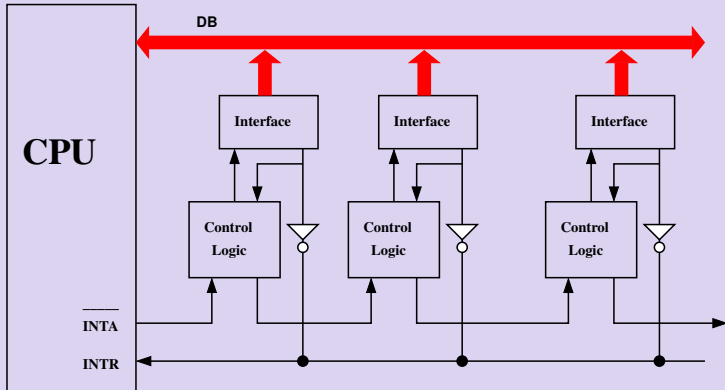 DB
Interface
Interface
Interface
CPU
Control
Logic
Control
Logic
Control
Logic
INTA
INTR